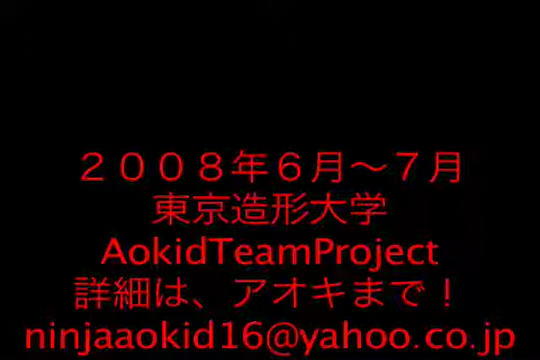 ２００８年６月～７月
東京造形大学
AokidTeamProject
詳細は、アオキまで！
ninjaaokid16@yahoo.co.jp